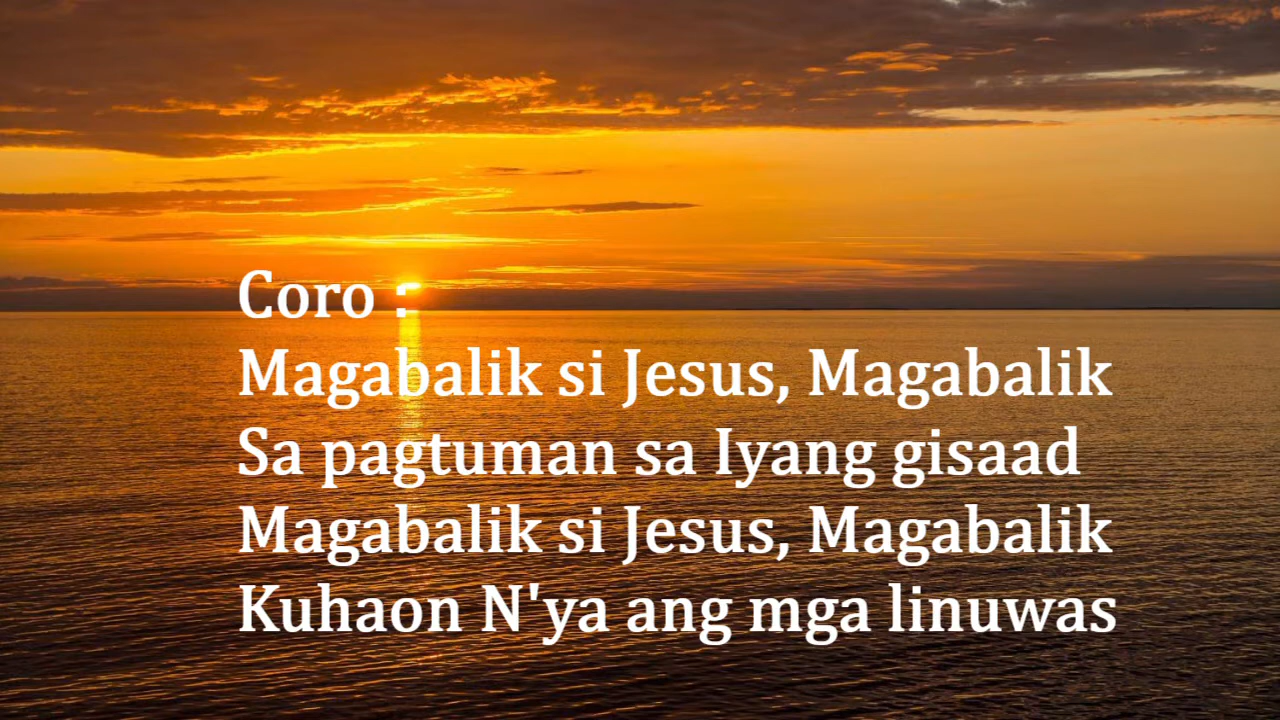 Coro :
Magabalik si Jesus, Magabalik
Sa pagtuman sa Iyang gisaad
Magabalik si Jesus, Magabalik
Kuhaon N'ya ang mga linuwas